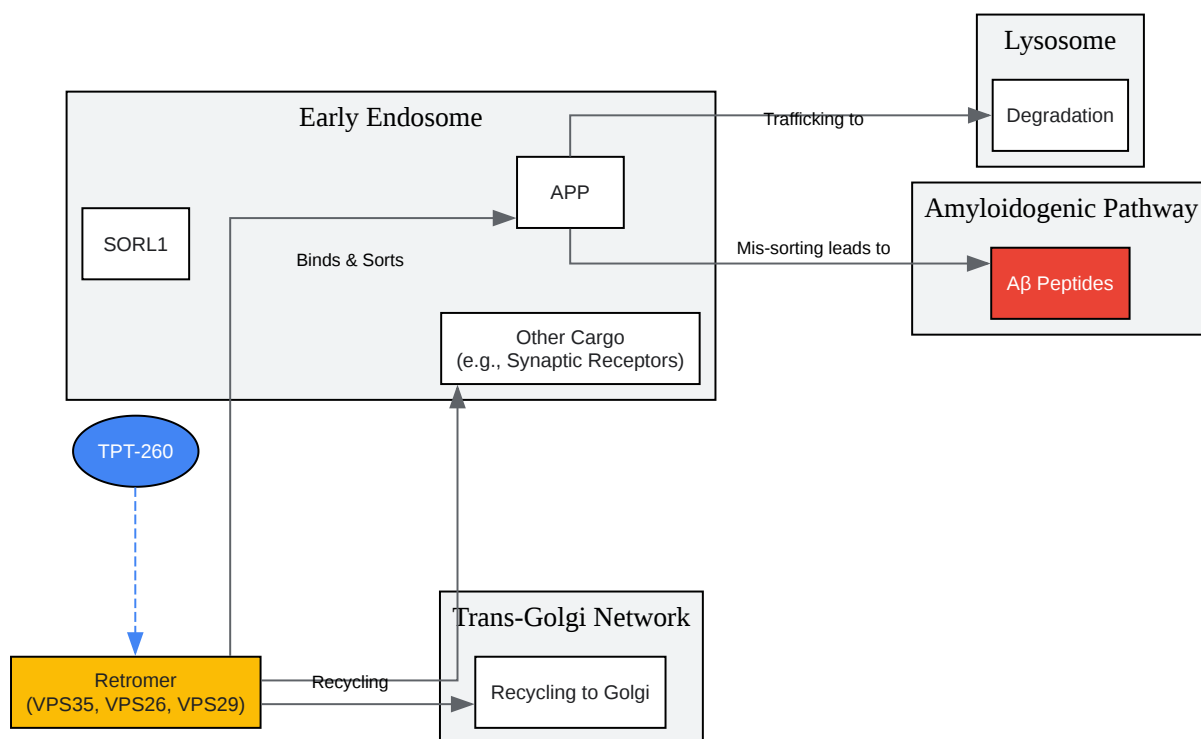 Lysosome
Degradation
Early Endosome
Trafficking to
APP
SORL1
Binds & Sorts
Amyloidogenic Pathway
Mis-sorting leads to
Aβ Peptides
Other Cargo
(e.g., Synaptic Receptors)
TPT-260
Trans-Golgi Network
Retromer
(VPS35, VPS26, VPS29)
Recycling
Recycling to Golgi